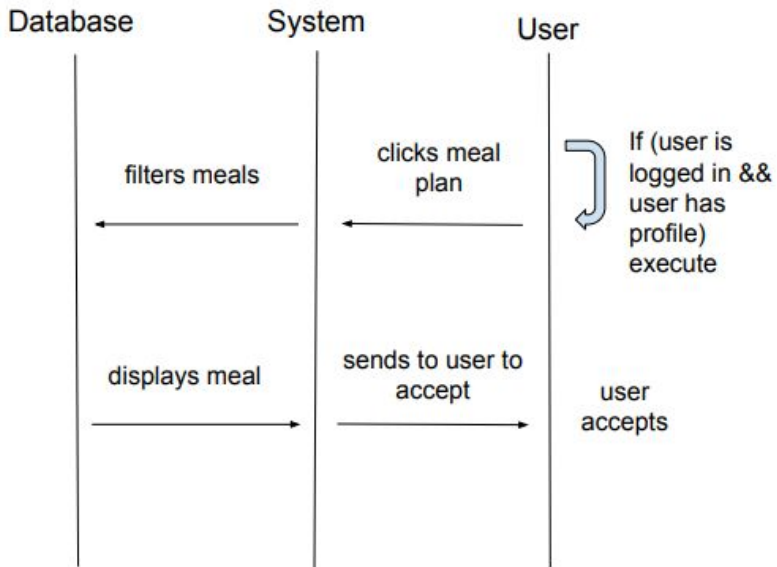 Database
System
User
filters meals
clicks meal
plan
If (user is
logged in &&
user has
profile)
execute
displays meal
sends to user to
accept
user
accepts